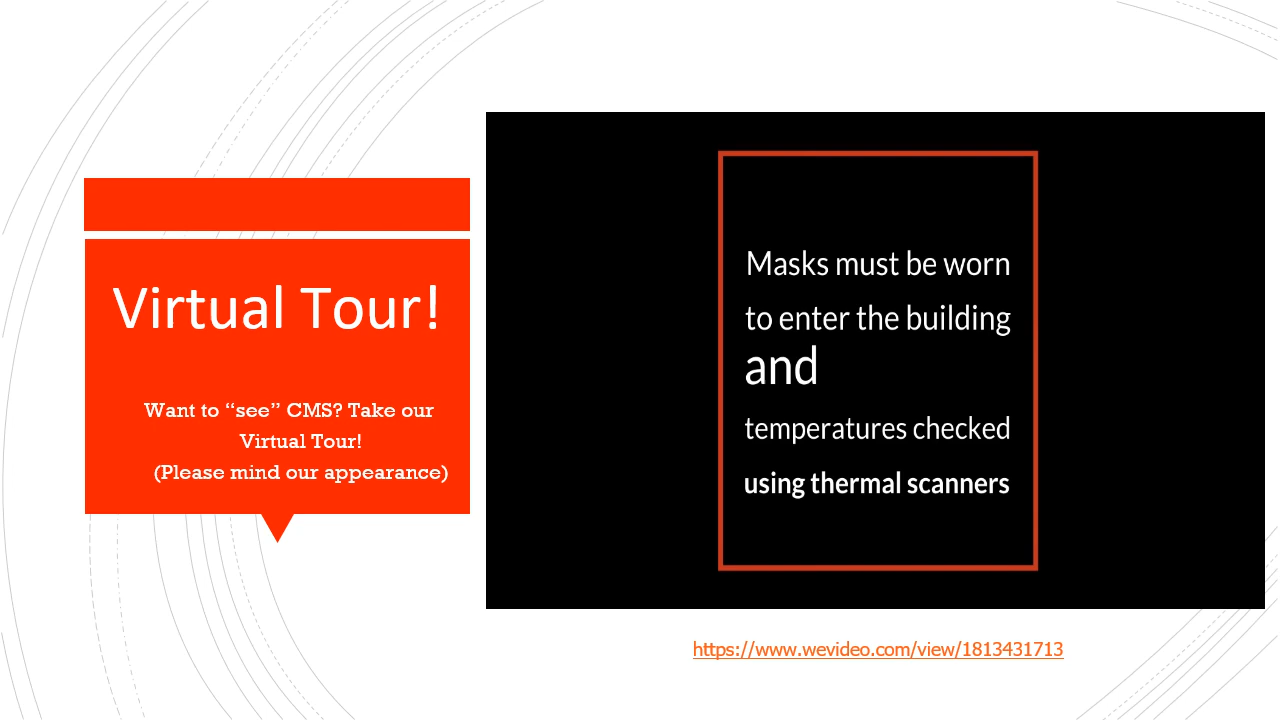 Virtual Tour!
Want to “see” CMS? Take our
Virtual Tour!
(Please mind our appearance)
Masks must be worn
to enter the building
and
temperatures checked
using thermal scanners
https://www.wevideo.com/view/1813431713